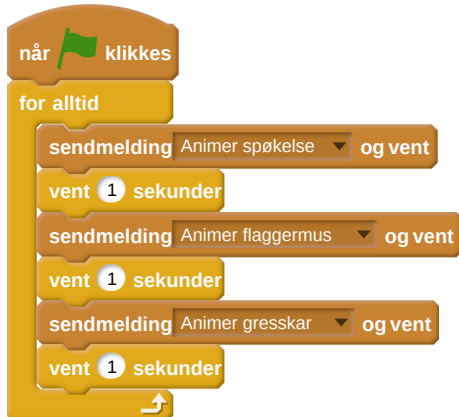 når klikkes
for alltid
sendmelding Animer spøkelse og vent
vent 1 sekunder
sendmelding Animer flaggermus og vent
vent 1 sekunder
sendmelding Animer gresskar og vent
vent 1 sekunder